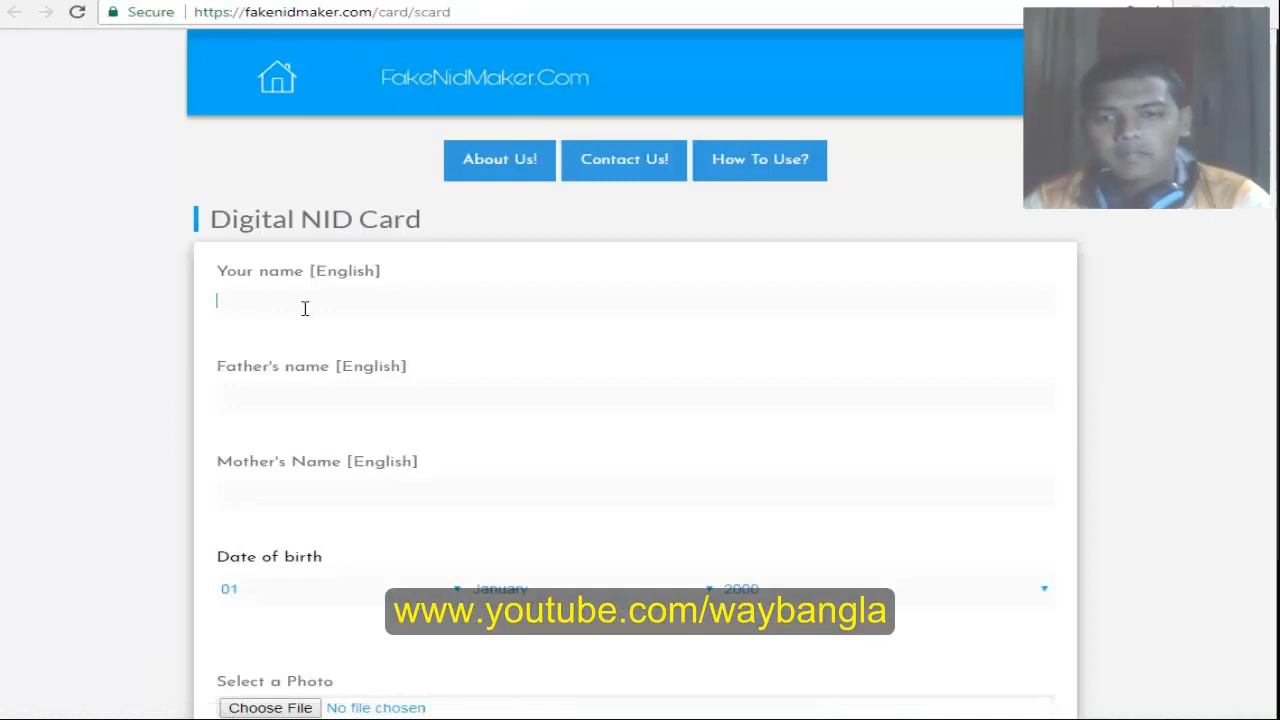 Secure https://fakenidmaker.com/card/scard
FakeNidMaker.Com
About Us! Contact Us! How To Use?
Digital NID Card
Your name [English]
Father's name [English]
Mother's Name [English]
Date of birth
01 January 2000
www.youtube.com/waybangla
Select a Photo
Choose File No file chosen